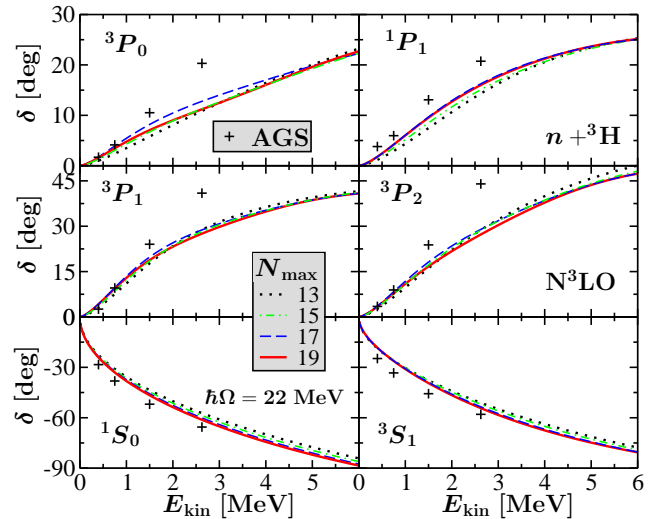 30
20
10
0
δ [deg]
³P₀
+ AGS
¹P₁
n +³H
45
30
15
0
δ [deg]
³P₁
³P₂
N³LO
N_max
13
15
17
19
-30
-60
-90
δ [deg]
ħΩ = 22 MeV
¹S₀
³S₁
0 1 2 3 4 5 0 1 2 3 4 5 6
E_kin [MeV] E_kin [MeV]